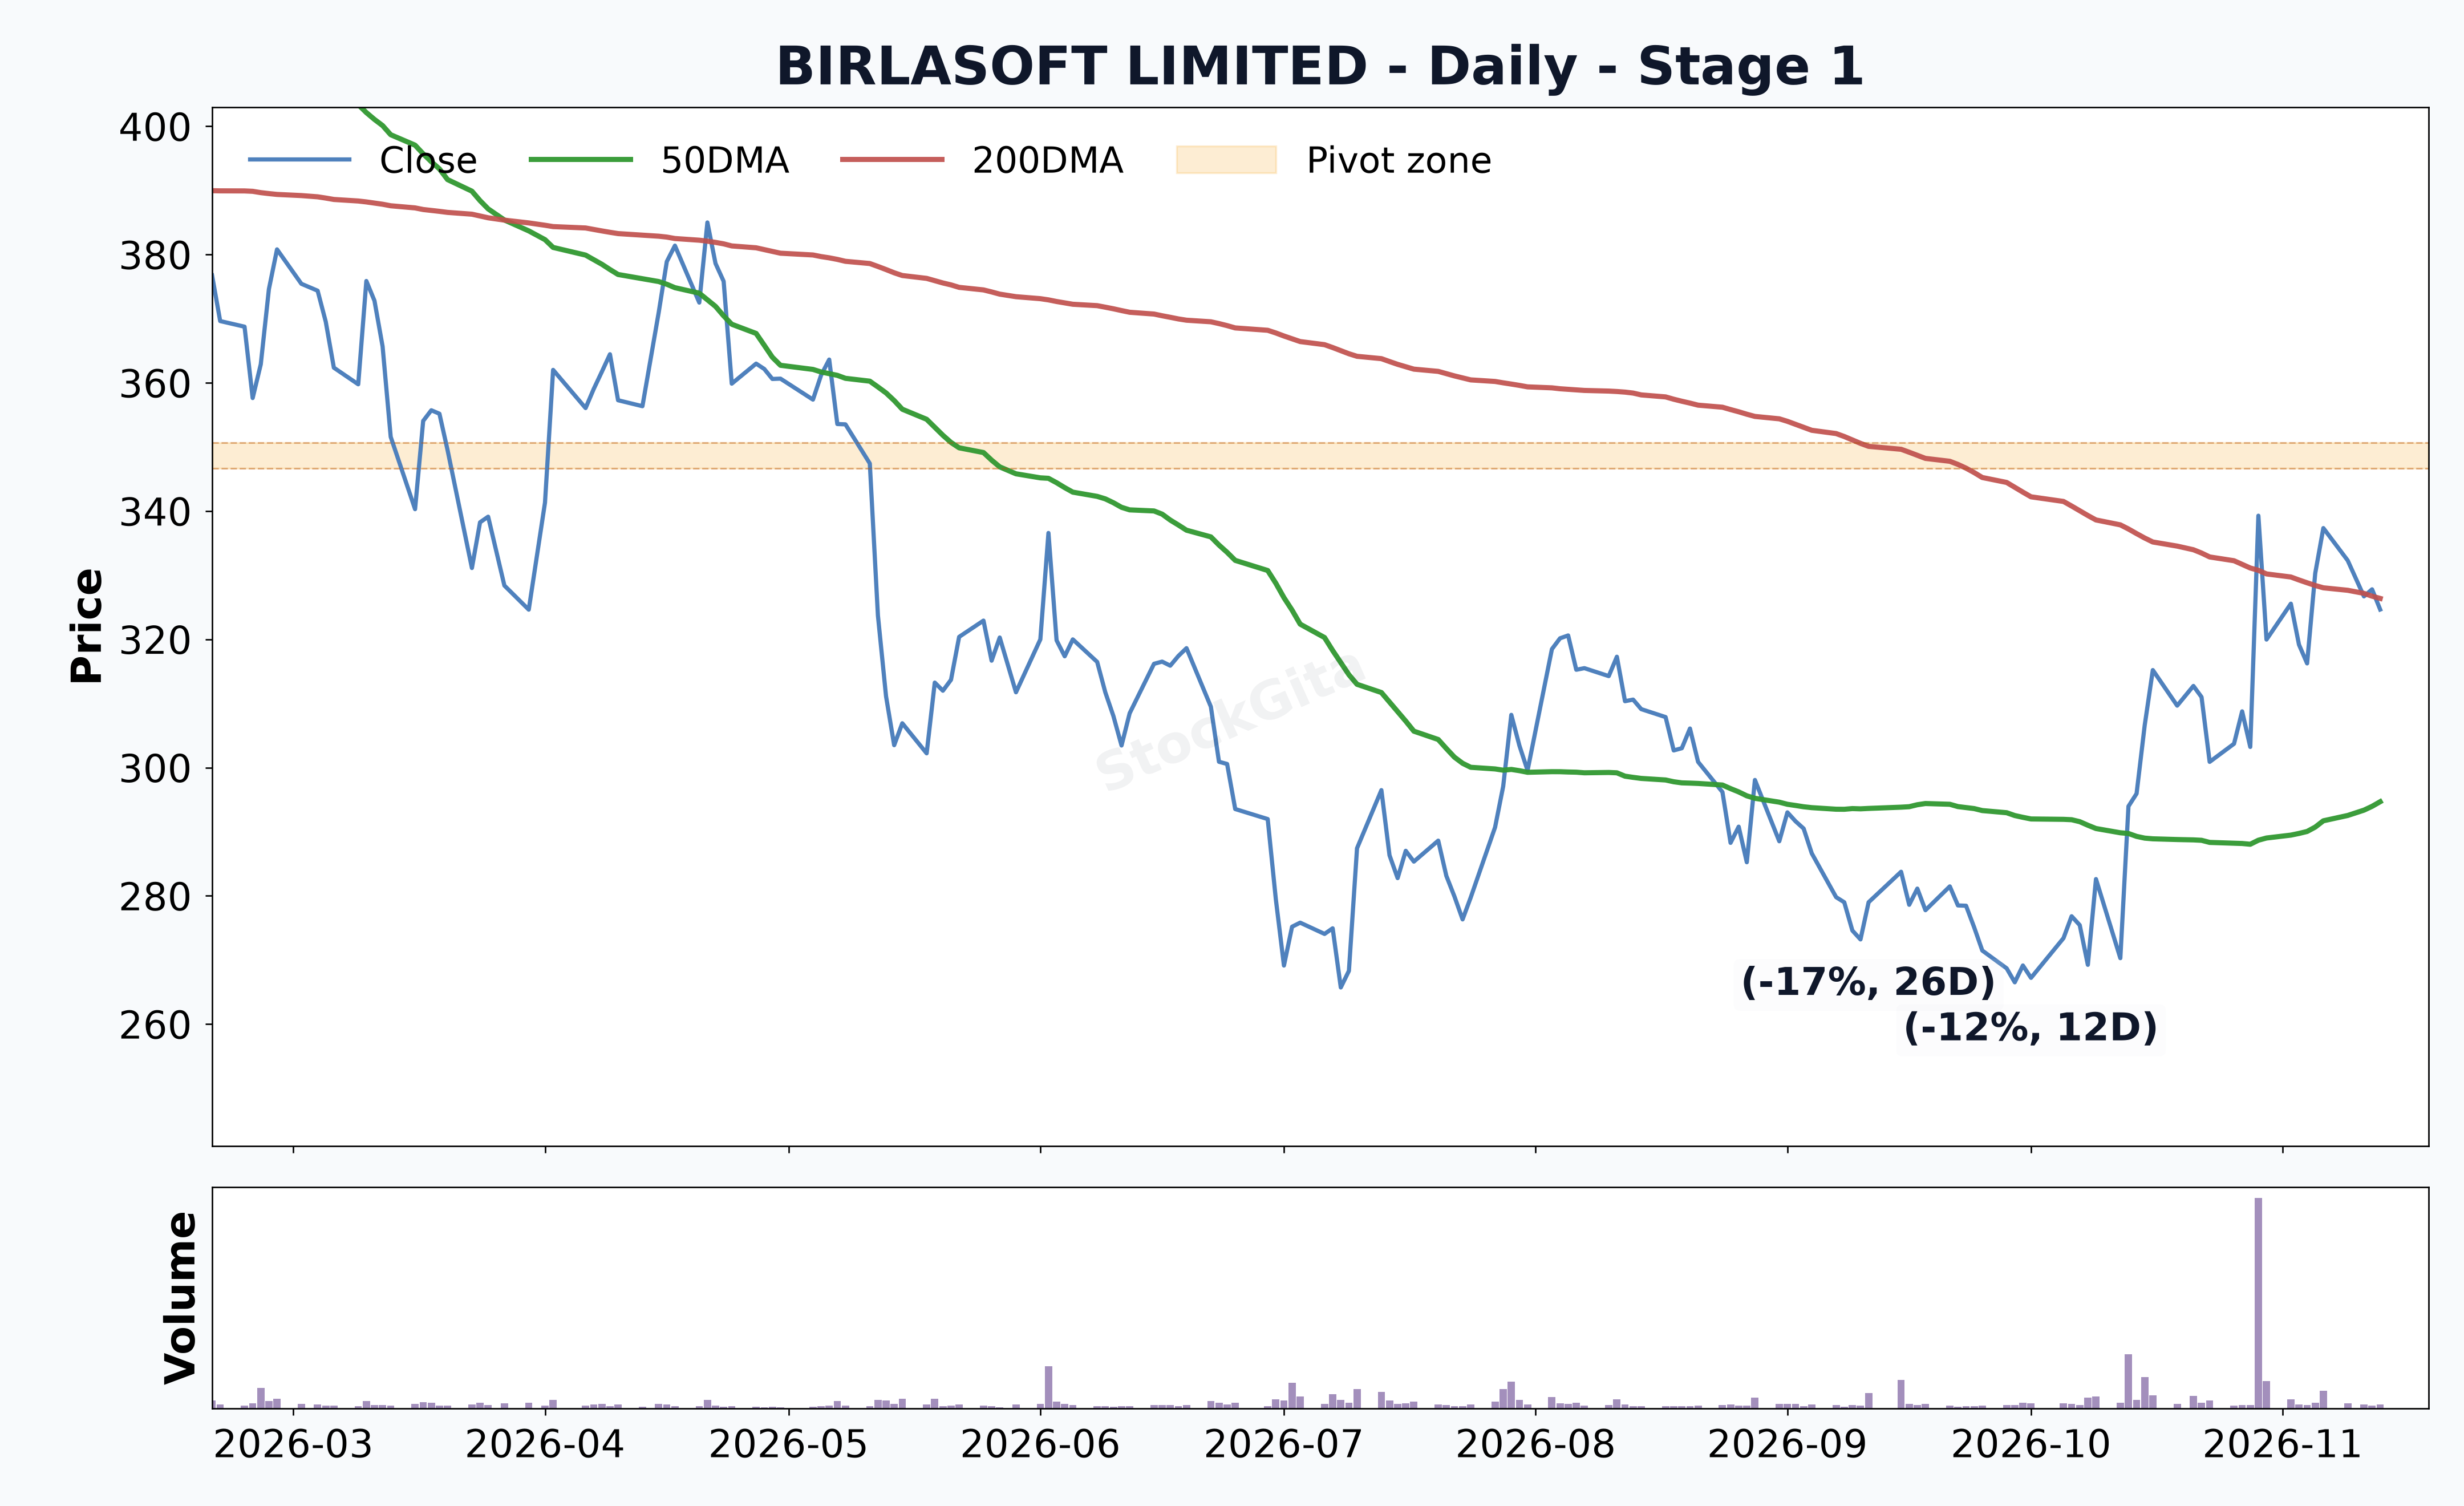 BIRLASOFT LIMITED - Daily - Stage 1
Close 50DMA 200DMA Pivot zone
Price
400
380
360
340
320
300
280
260
StockGita
(-17%, 26D)
(-12%, 12D)
Volume
2026-03 2026-04 2026-05 2026-06 2026-07 2026-08 2026-09 2026-10 2026-11